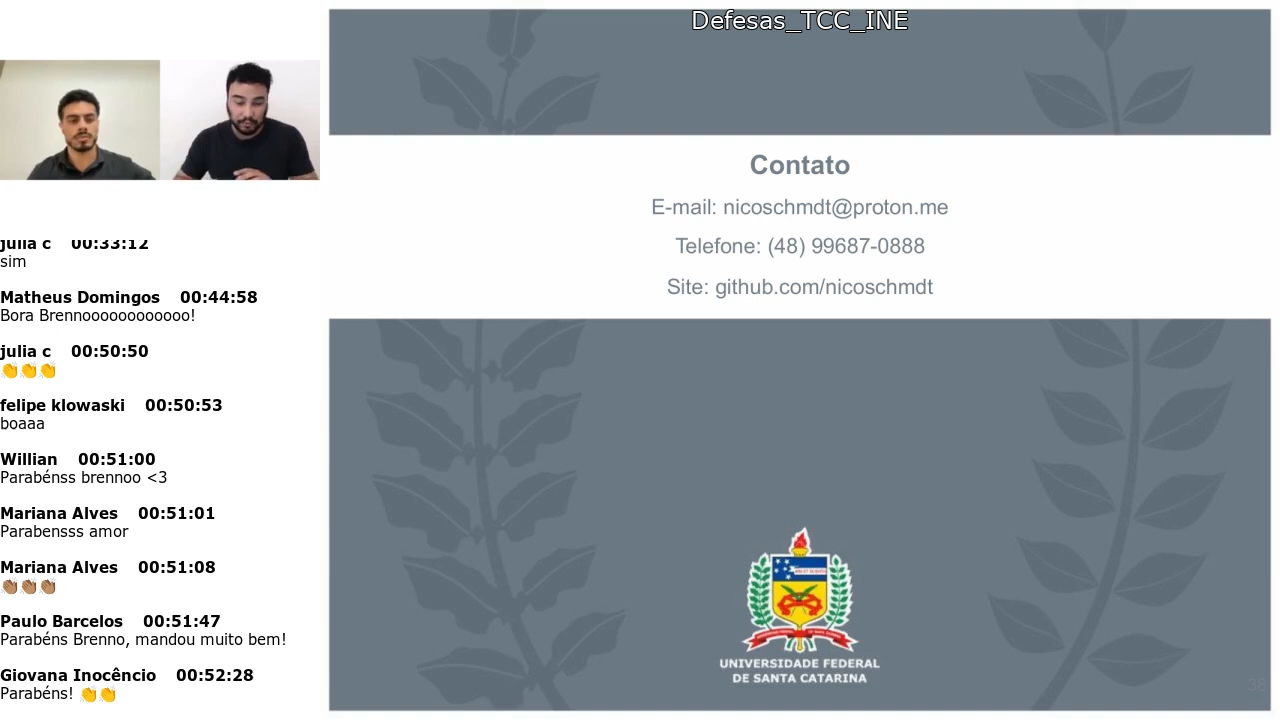 Defesas_TCC_INE
julia c 00:33:12
sim
Matheus Domingos 00:44:58
Bora Brennoooooooooooo!
julia c 00:50:50
👏👏👏
felipe klowaski 00:50:53
boaaa
Willian 00:51:00
Parabénss brennoo <3
Mariana Alves 00:51:01
Parabensss amor
Mariana Alves 00:51:08
👏🏽👏🏽👏🏽
Paulo Barcelos 00:51:47
Parabéns Brenno, mandou muito bem!
Giovana Inocêncio 00:52:28
Parabéns! 👏👏
Contato
E-mail: nicoschmdt@proton.me
Telefone: (48) 99687-0888
Site: github.com/nicoschmdt
UNIVERSIDADE FEDERAL
DE SANTA CATARINA